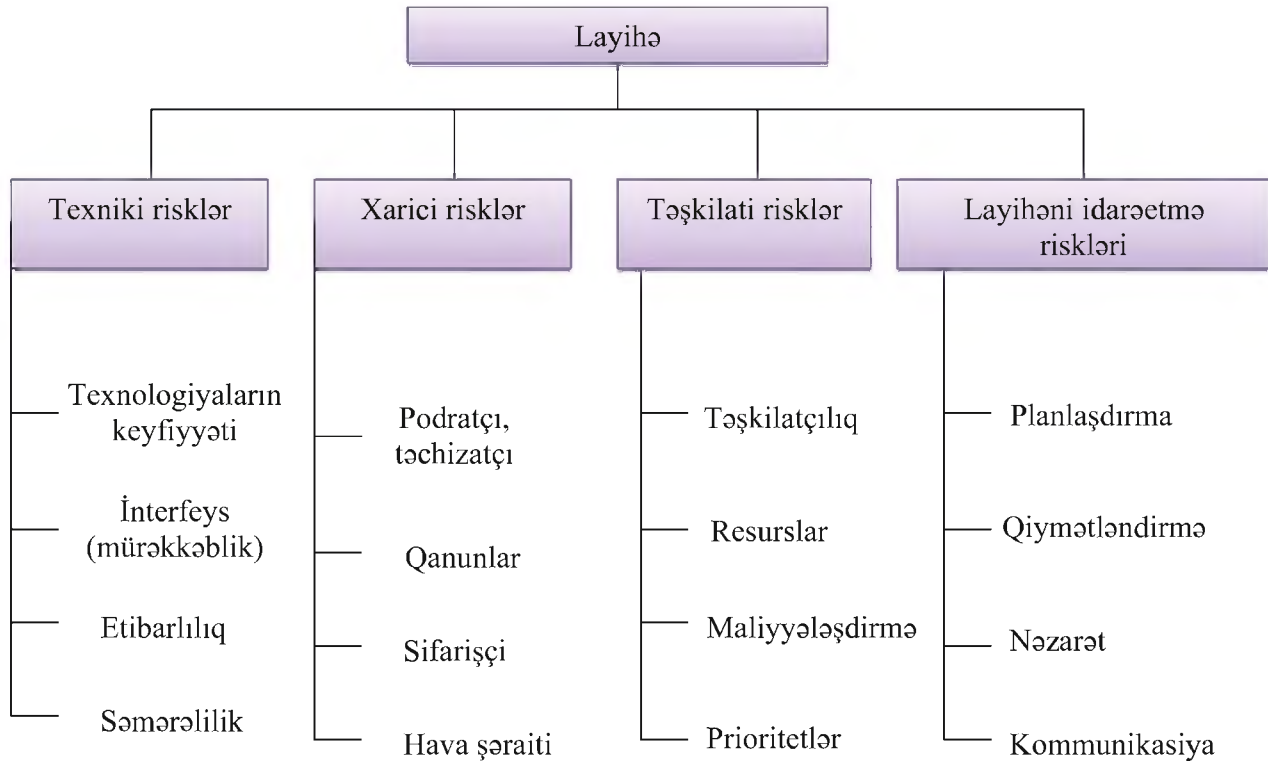 Layihə
Texniki risklər
Xarici risklər
Təşkilati risklər
Layihəni idarəetmə
riskləri
Texnologiyaların
keyfiyyəti
İnterfeys
(mürəkkəblik)
Etibarlılıq
Səmərəlilik
Podratçı,
təchizatçı
Qanunlar
Sifarişçi
Hava şəraiti
Təşkilatçılıq
Resurslar
Maliyyələşdirmə
Prioritetlər
Planlaşdırma
Qiymətləndirmə
Nəzarət
Kommunikasiya